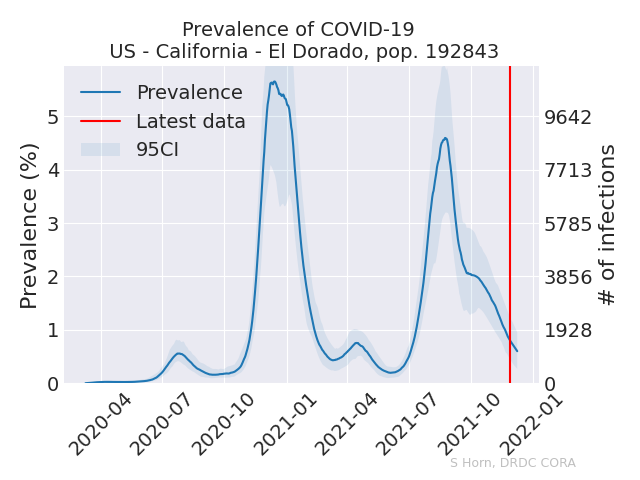 Prevalence of COVID-19
US - California - El Dorado, pop. 192843
Prevalence
Latest data
95CI
Prevalence (%)
5
4
3
2
1
0
9642
7713
5785
3856
1928
0
# of infections
2020-04
2020-07
2020-10
2021-01
2021-04
2021-07
2021-10
2022-01
S Horn, DRDC CORA